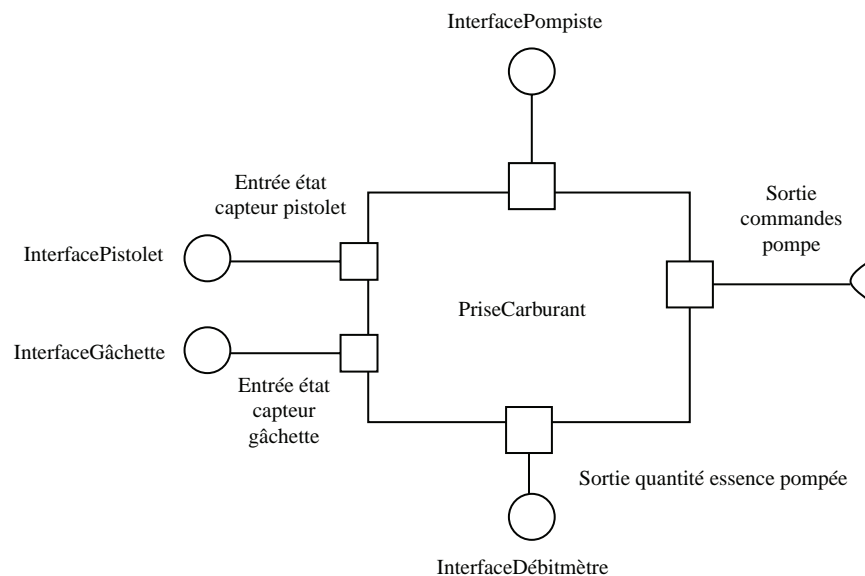 InterfacePompiste
Entrée état
capteur pistolet
Sortie
commandes
pompe
InterfacePistolet
PriseCarburant
InterfaceGâchette
Entrée état
capteur
gâchette
Sortie quantité essence pompée
InterfaceDébitmètre